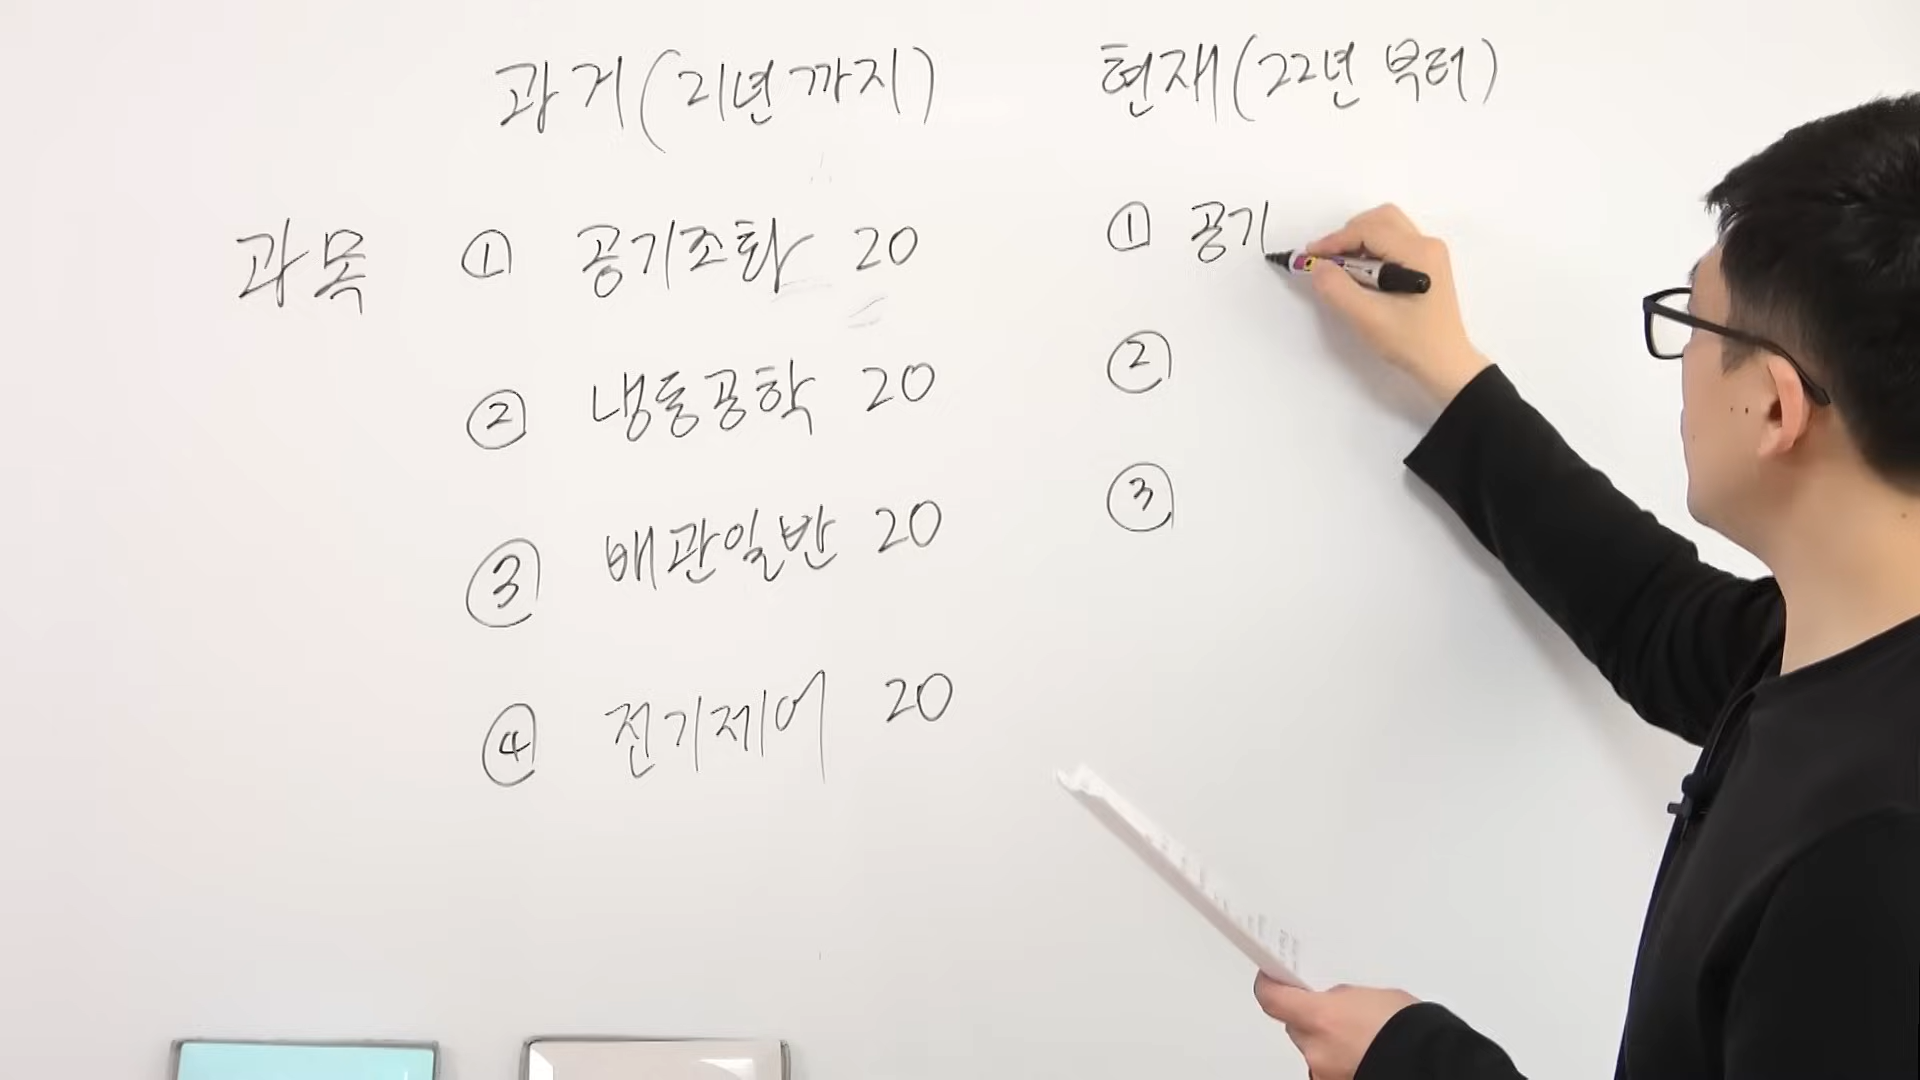 과거(21년까지) 현재(22년 부터)
과목 ① 공기조화 20 ① 공기
② 냉동공학 20 ②
③ 배관일반 20 ③
④ 전기제어 20